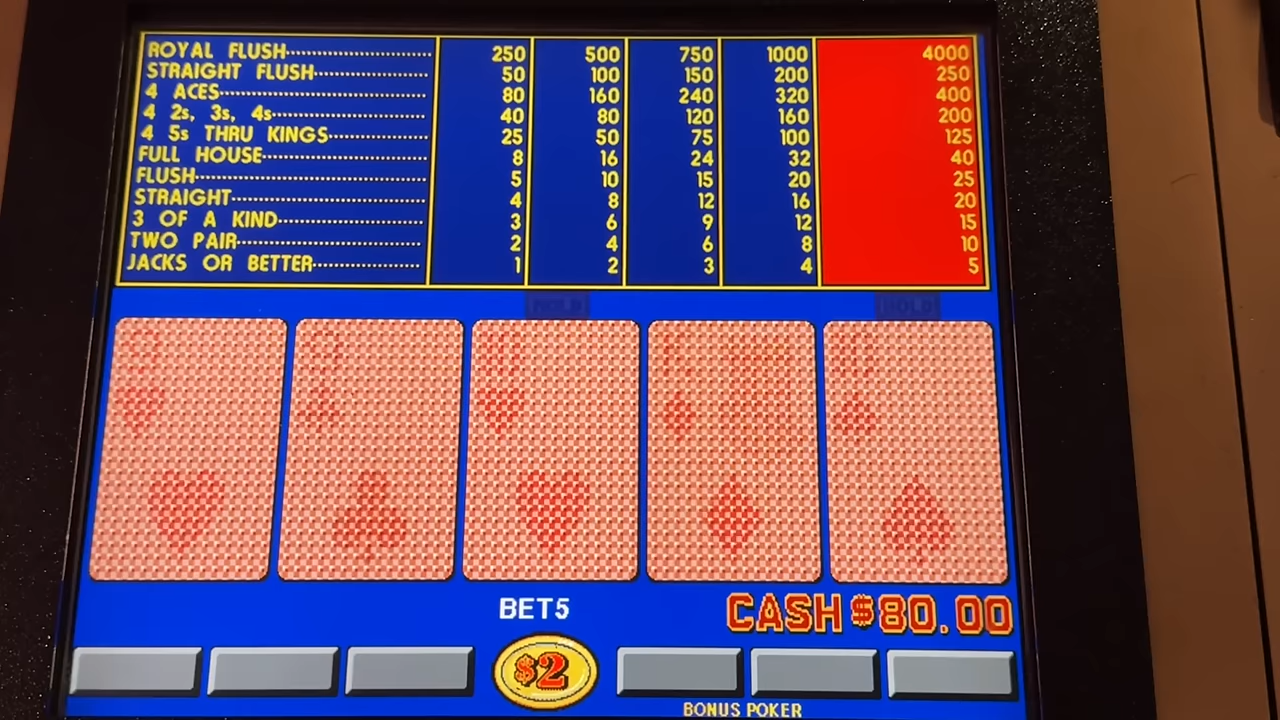 ROYAL FLUSH 250 500 750 1000 4000
STRAIGHT FLUSH 50 100 150 200 250
4 ACES 80 160 240 320 400
4 2s, 3s, 4s 40 80 120 160 200
4 5s THRU KINGS 25 50 75 100 125
FULL HOUSE 8 16 24 32 40
FLUSH 5 10 15 20 25
STRAIGHT 4 8 12 16 20
3 OF A KIND 3 6 9 12 15
TWO PAIR 2 4 6 8 10
JACKS OR BETTER 1 2 3 4 5
HOLD HOLD
BET5 CASH $80.00
$2
BONUS POKER